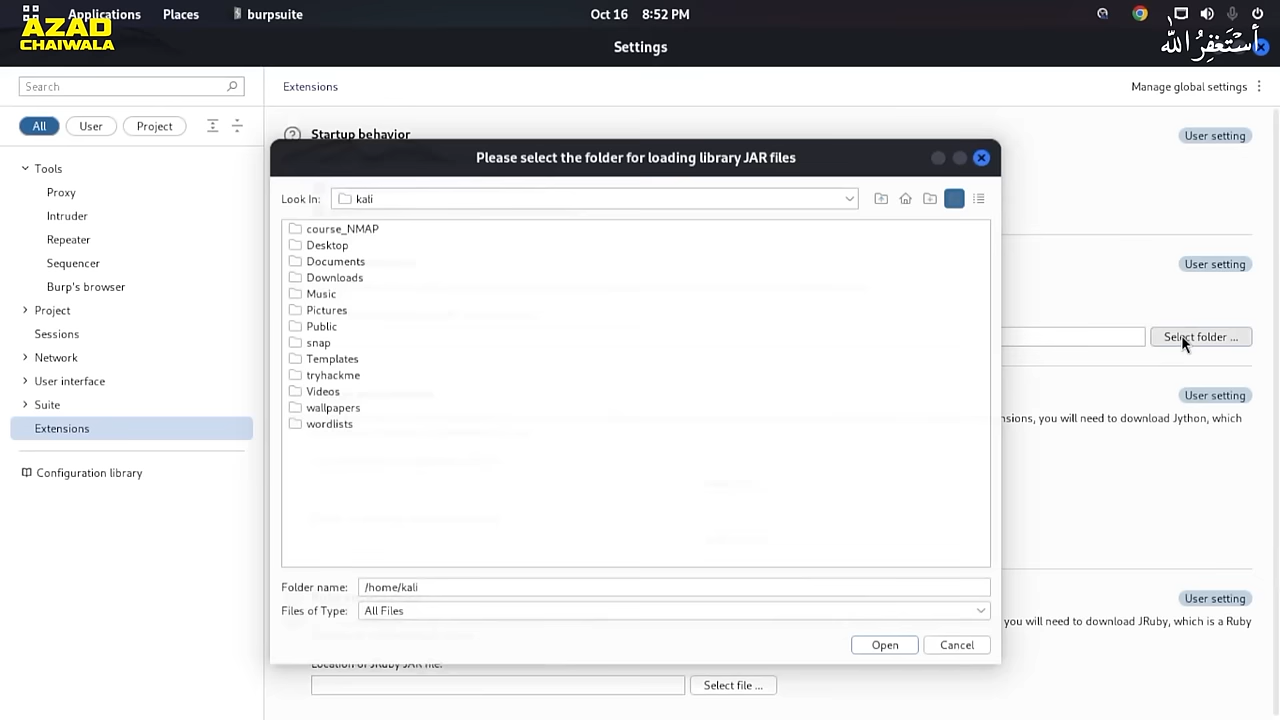 Applications Places burpsuite Oct 16 8:52 PM
AZAD
CHAIWALA
أستغفر الله
Settings
Search
Extensions
Manage global settings
All User Project
Startup behavior
User setting
Please select the folder for loading library JAR files
Tools
Proxy
Intruder
Repeater
Sequencer
Burp's browser
Project
Sessions
Network
User interface
Suite
Extensions
Configuration library
Look In: kali
course_NMAP
Desktop
Documents
Downloads
Music
Pictures
Public
snap
Templates
tryhackme
Videos
wallpapers
wordlists
Folder name: /home/kali
Files of Type: All Files
Open Cancel
User setting
Select folder ...
User setting
nsions, you will need to download Jython, which
User setting
you will need to download JRuby, which is a Ruby
Location of JRuby JAR file:
Select file ...